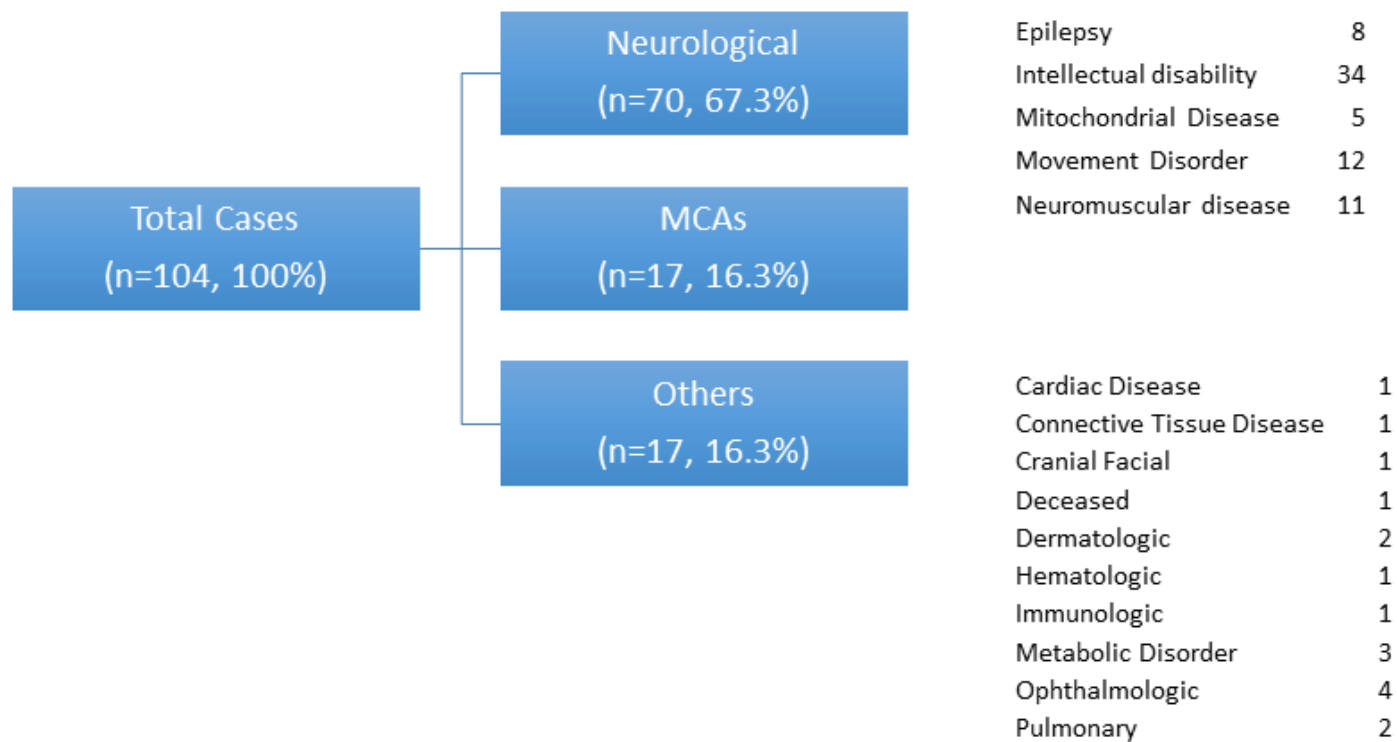 Total Cases
(n=104, 100%)
Neurological
(n=70, 67.3%)
MCAs
(n=17, 16.3%)
Others
(n=17, 16.3%)
Epilepsy 8
Intellectual disability 34
Mitochondrial Disease 5
Movement Disorder 12
Neuromuscular disease 11
Cardiac Disease 1
Connective Tissue Disease 1
Cranial Facial 1
Deceased 1
Dermatologic 2
Hematologic 1
Immunologic 1
Metabolic Disorder 3
Ophthalmologic 4
Pulmonary 2